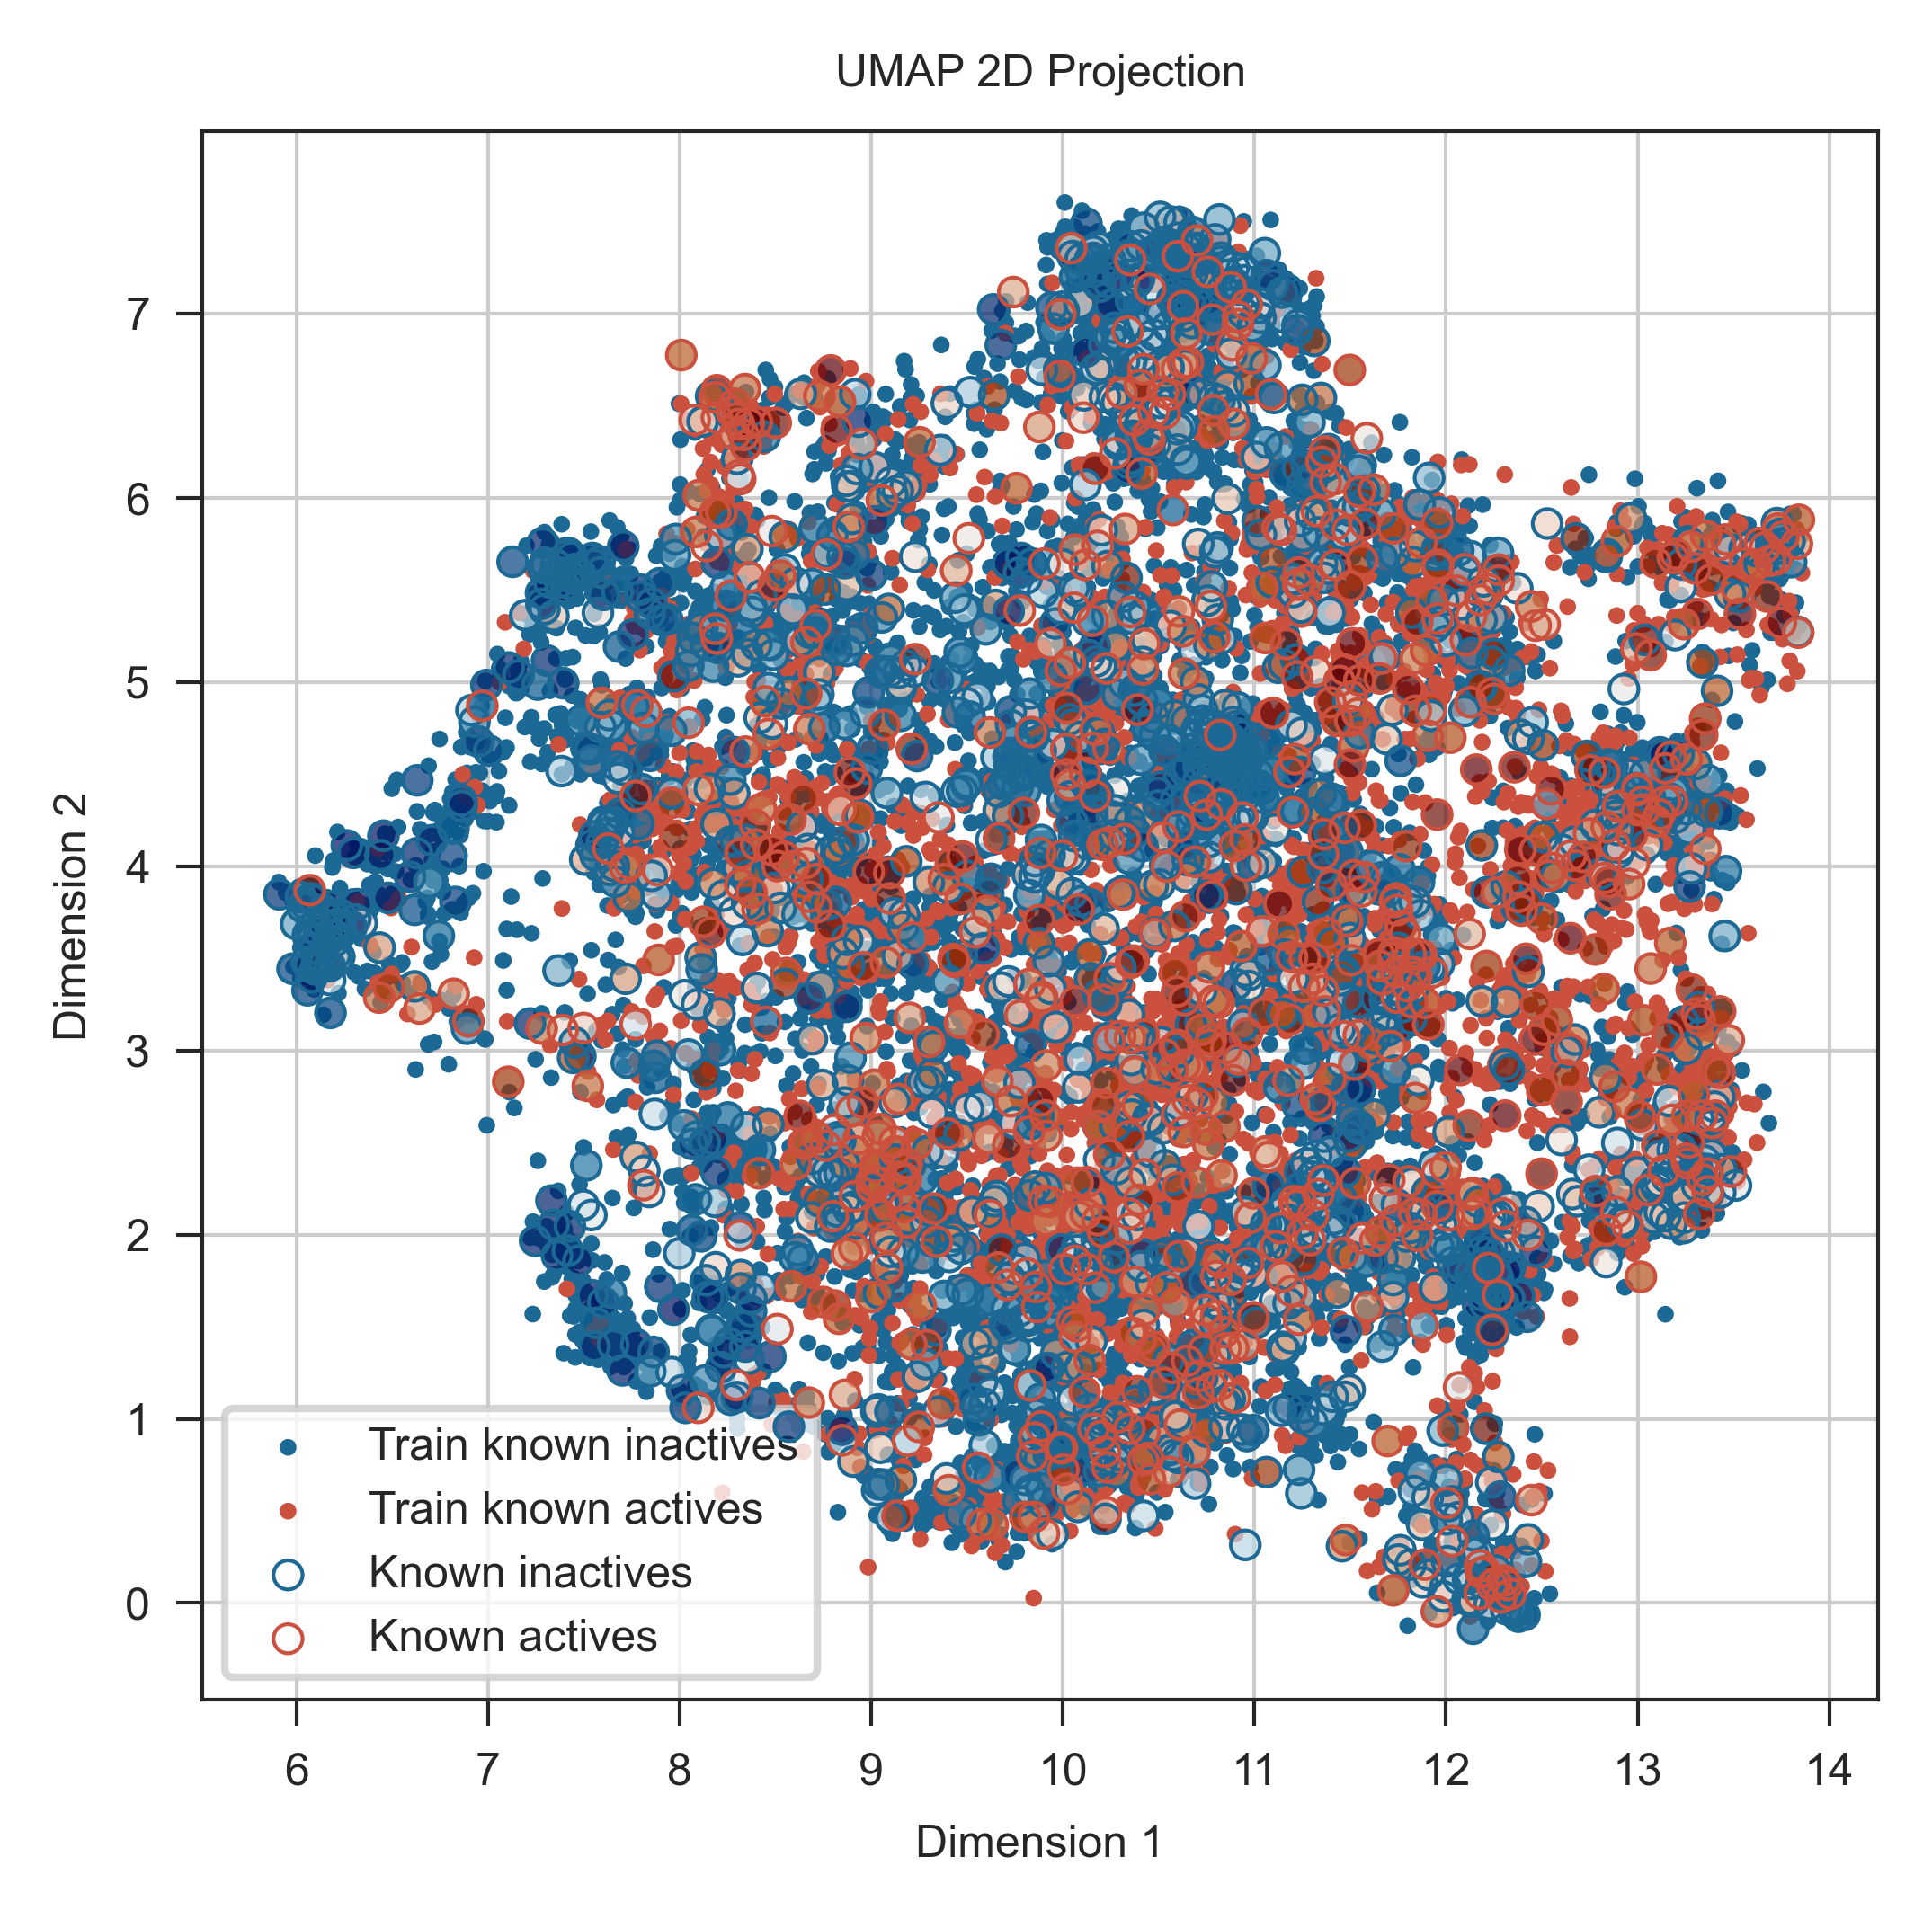 UMAP 2D Projection
7
6
5
4
3
2
1
0
Dimension 2
Train known inactives
Train known actives
Known inactives
Known actives
6 7 8 9 10 11 12 13 14
Dimension 1